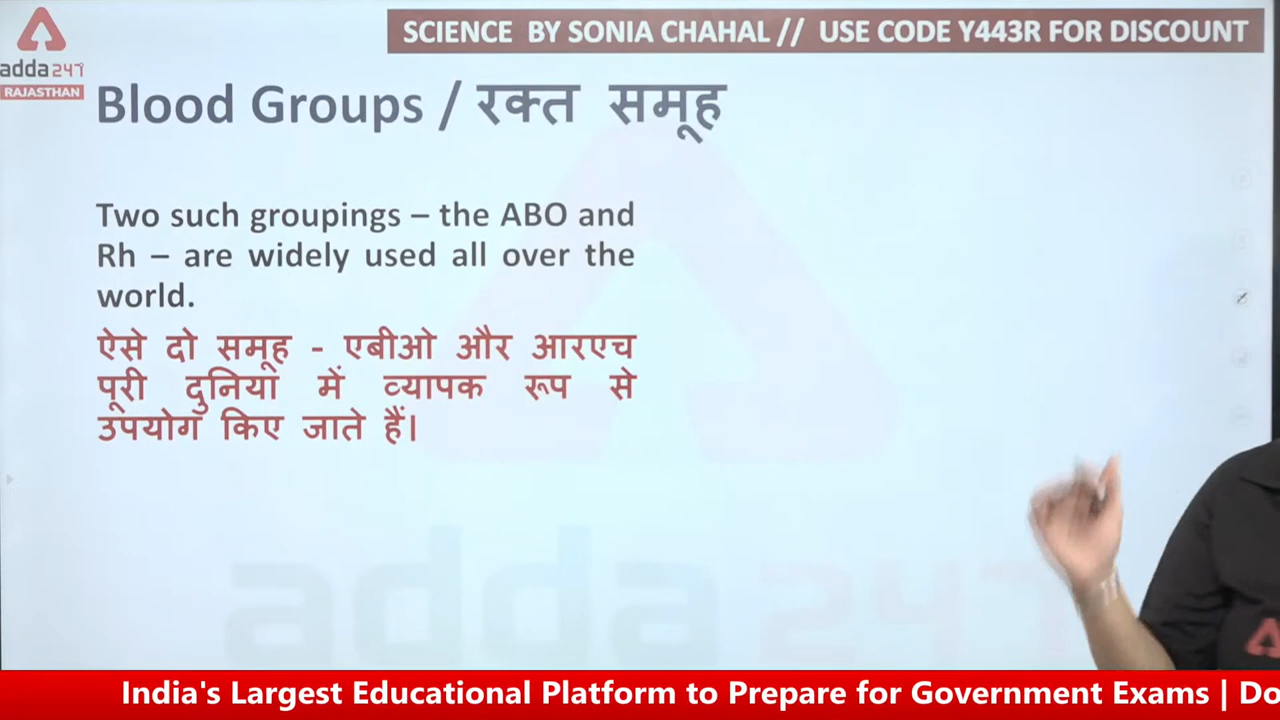 SCIENCE BY SONIA CHAHAL // USE CODE Y443R FOR DISCOUNT
adda247
RAJASTHAN
Blood Groups / रक्त समूह
Two such groupings – the ABO and
Rh – are widely used all over the
world.
ऐसे दो समूह - एबीओ और आरएच
पूरी दुनिया में व्यापक रूप से
उपयोग किए जाते हैं।
adda247
India's Largest Educational Platform to Prepare for Government Exams | Do